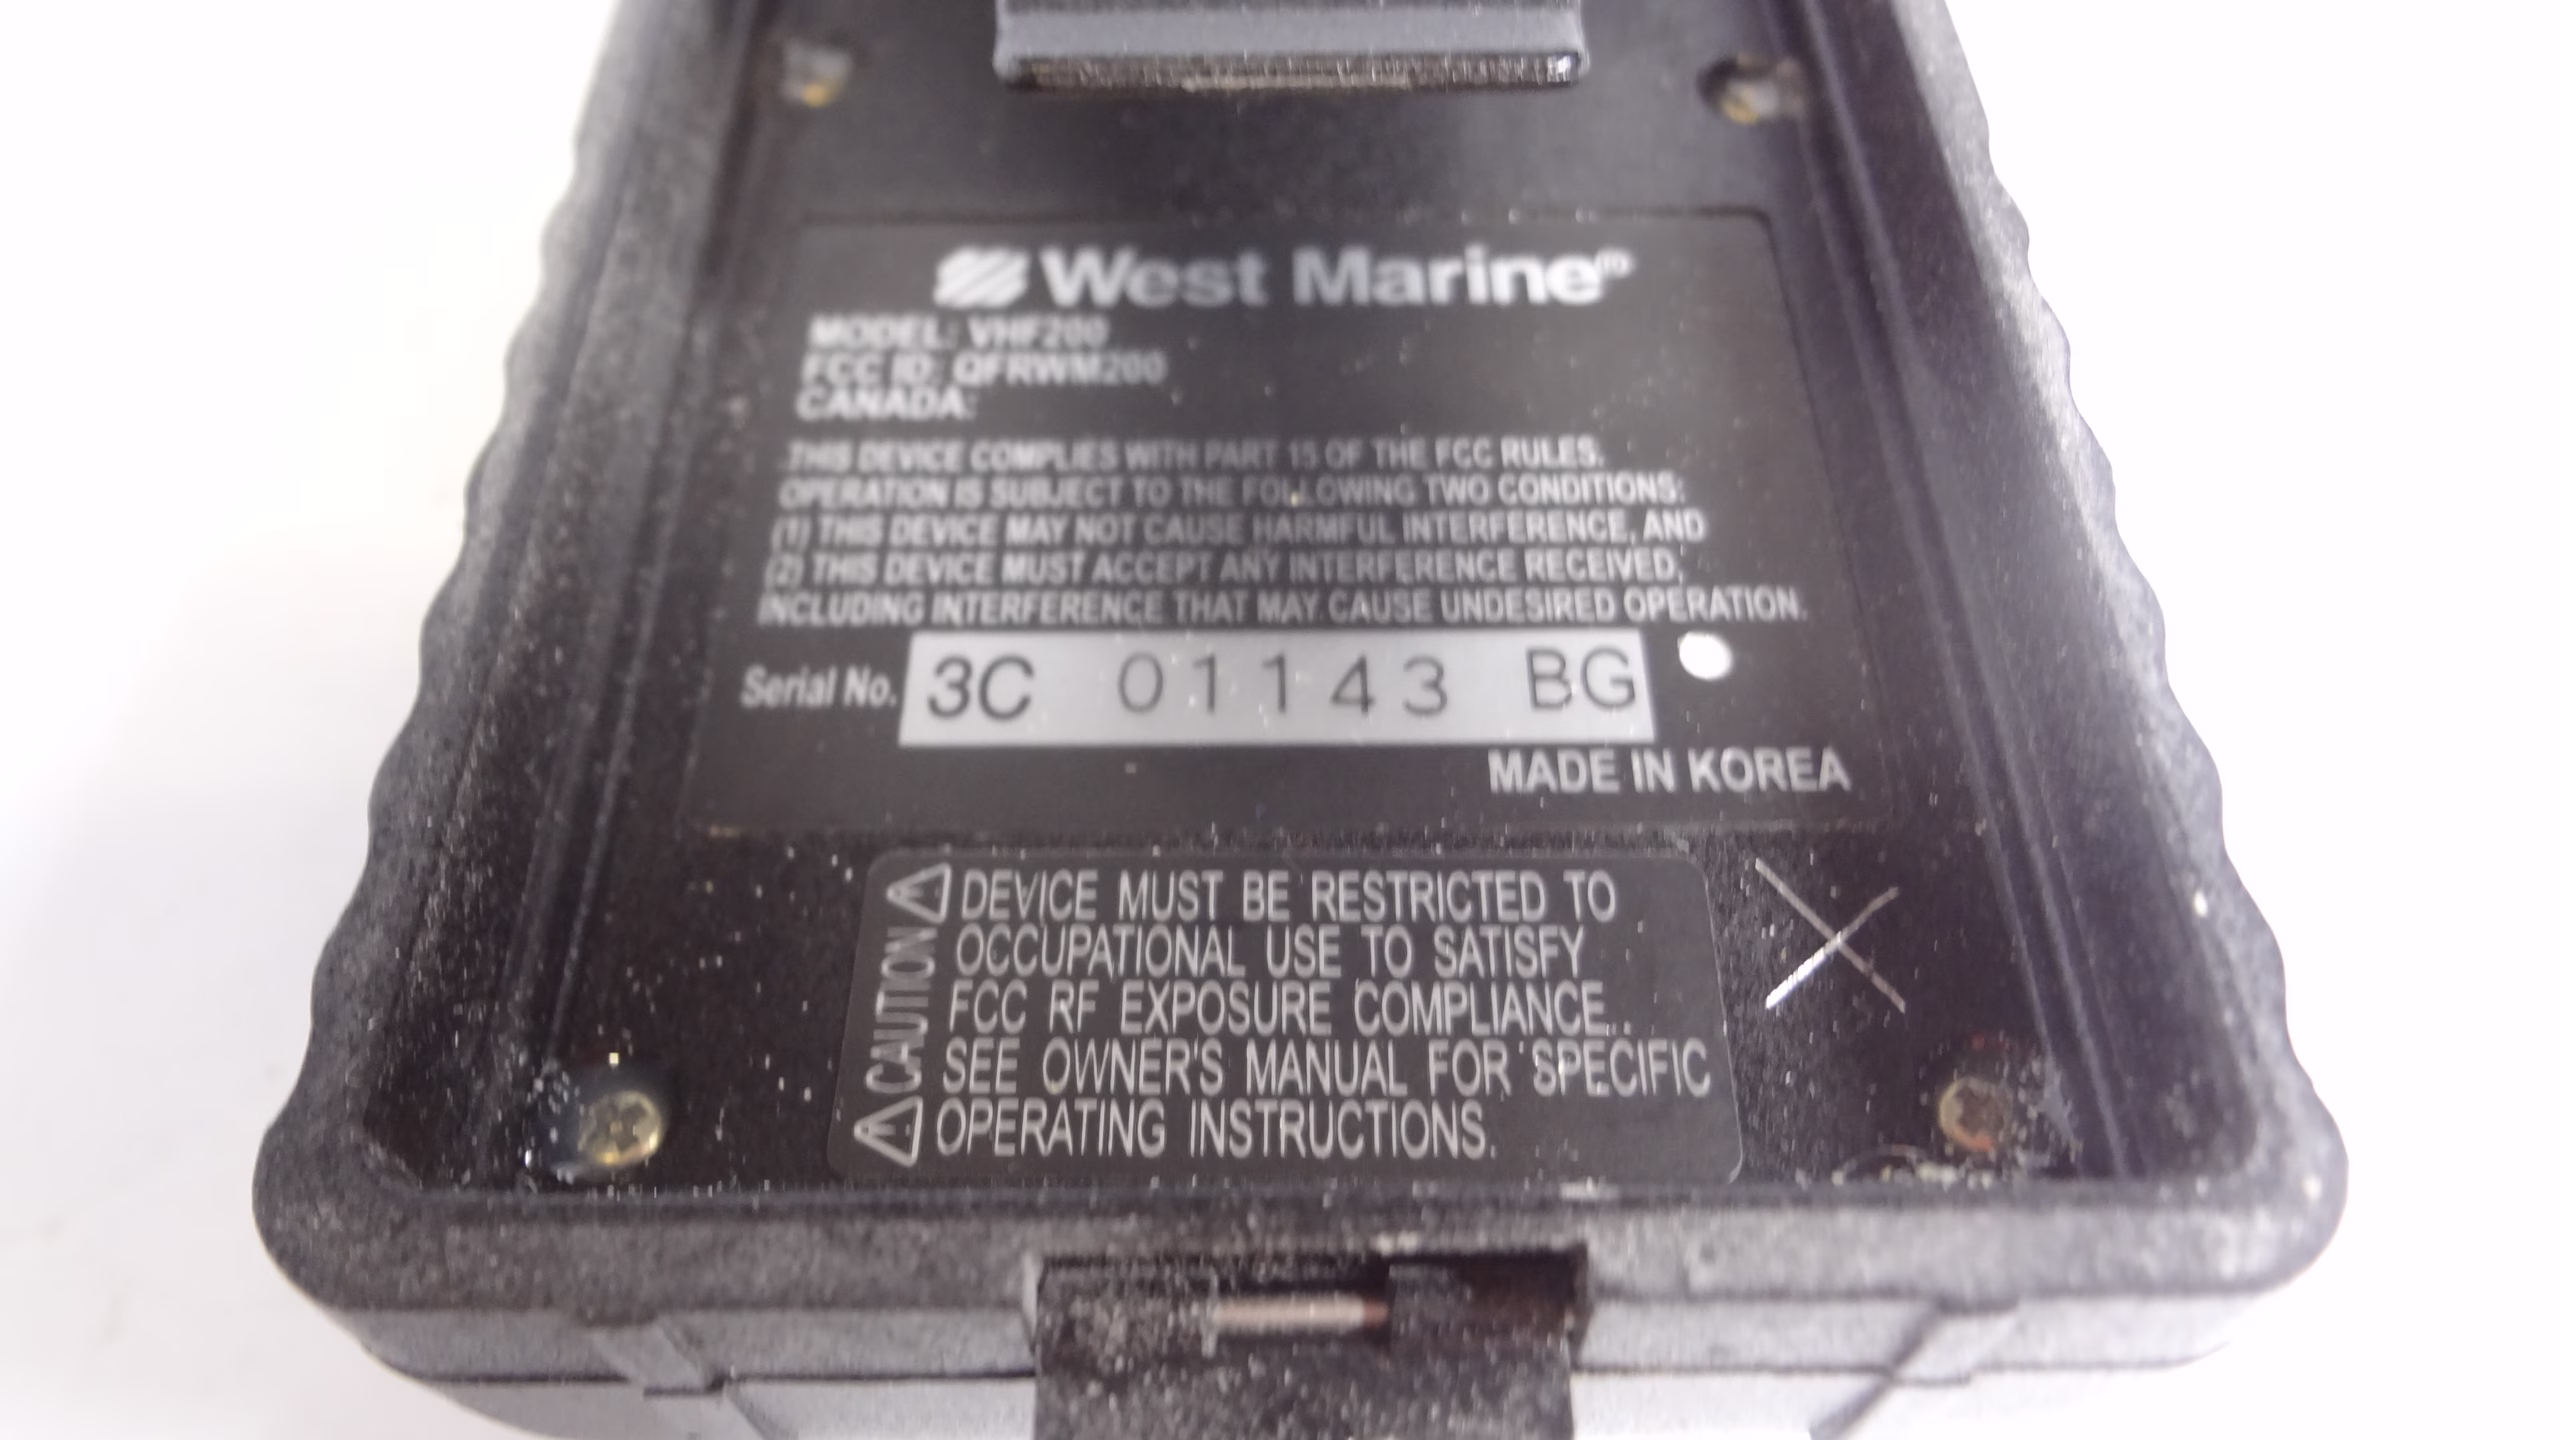 West Marine®
MODEL: VHF200
FCC ID: QFRWM200
CANADA:
THIS DEVICE COMPLIES WITH PART 15 OF THE FCC RULES.
OPERATION IS SUBJECT TO THE FOLLOWING TWO CONDITIONS:
(1) THIS DEVICE MAY NOT CAUSE HARMFUL INTERFERENCE, AND
(2) THIS DEVICE MUST ACCEPT ANY INTERFERENCE RECEIVED,
INCLUDING INTERFERENCE THAT MAY CAUSE UNDESIRED OPERATION.
Serial No. 3C 01143 BG
MADE IN KOREA
CAUTION
DEVICE MUST BE RESTRICTED TO
OCCUPATIONAL USE TO SATISFY
FCC RF EXPOSURE COMPLIANCE.
SEE OWNER'S MANUAL FOR SPECIFIC
OPERATING INSTRUCTIONS.